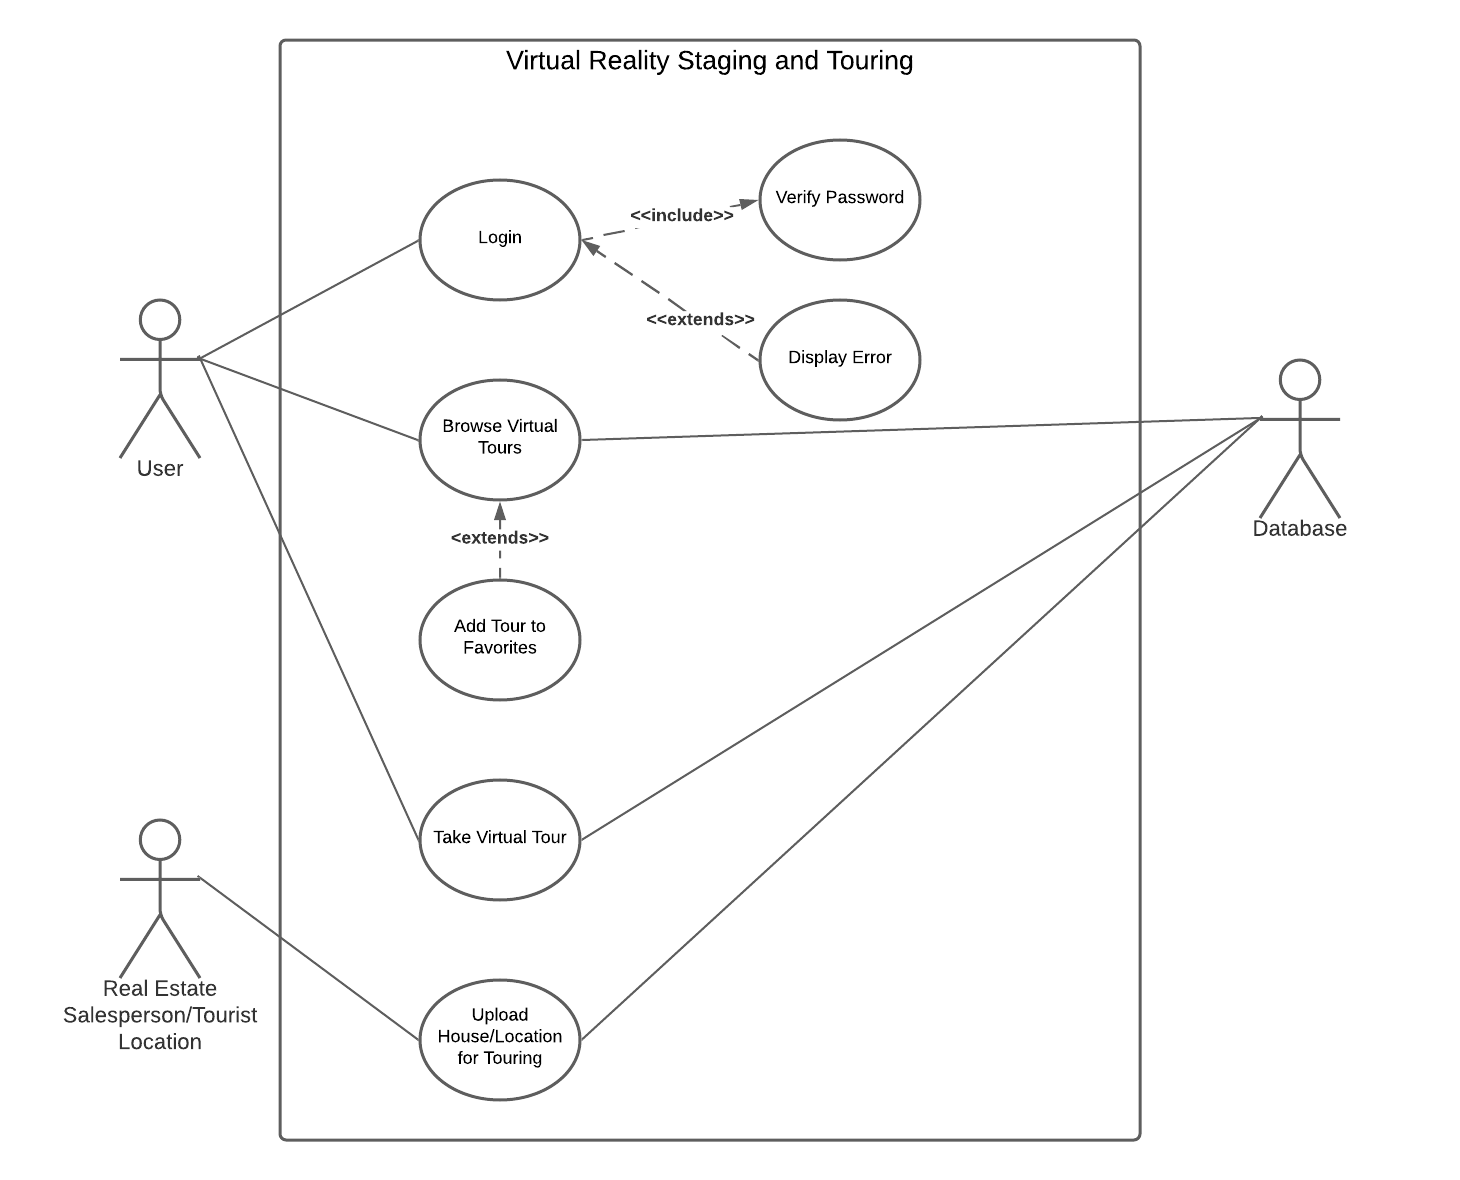 Virtual Reality Staging and Touring
Verify Password
<<include>>
Login
<<extends>>
Display Error
Browse Virtual
Tours
User
Database
<extends>>
Add Tour to
Favorites
Take Virtual Tour
Real Estate
Salesperson/Tourist
Location
Upload
House/Location
for Touring